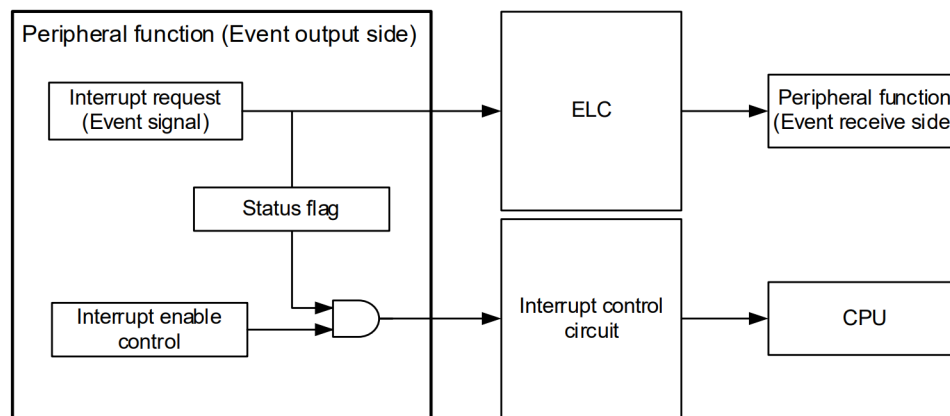 Peripheral function (Event output side)
Interrupt request
(Event signal)
ELC
Peripheral function
(Event receive side
Status flag
Interrupt enable
control
Interrupt control
circuit
CPU